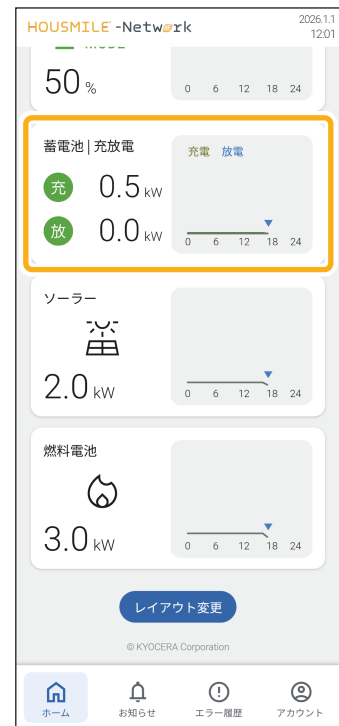 HOUSMILE-Network
2026.1.1
12:01
50 %
0 6 12 18 24
蓄電池 | 充放電
充電 放電
充 0.5 kW
放 0.0 kW
0 6 12 18 24
ソーラー
2.0 kW
0 6 12 18 24
燃料電池
3.0 kW
0 6 12 18 24
レイアウト変更
© KYOCERA Corporation
ホーム お知らせ エラー履歴 アカウント